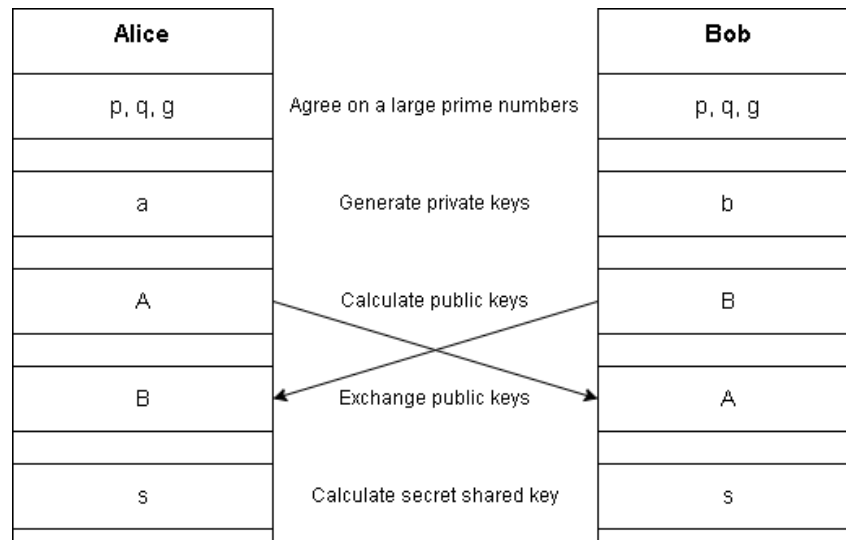 Alice Bob
p, q, g Agree on a large prime numbers p, q, g
a Generate private keys b
A Calculate public keys B
B Exchange public keys A
s Calculate secret shared key s